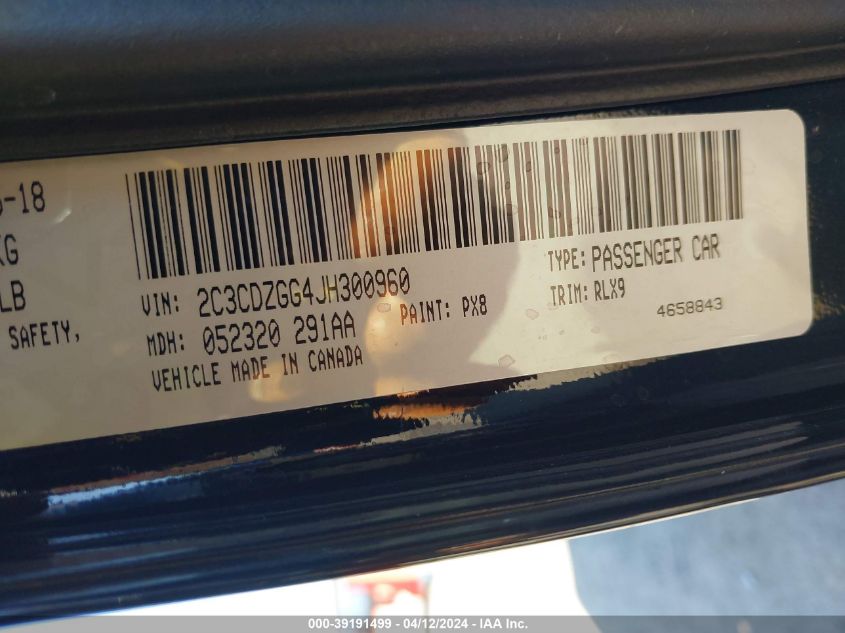 -18
KG
LB
SAFETY,
VIN: 2C3CDZGG4JH300960
TYPE: PASSENGER CAR
MDH: 052320 291AA
PAINT: PX8
TRIM: RLX9
VEHICLE MADE IN CANADA
4658843
000-39191499 - 04/12/2024 - IAA Inc.